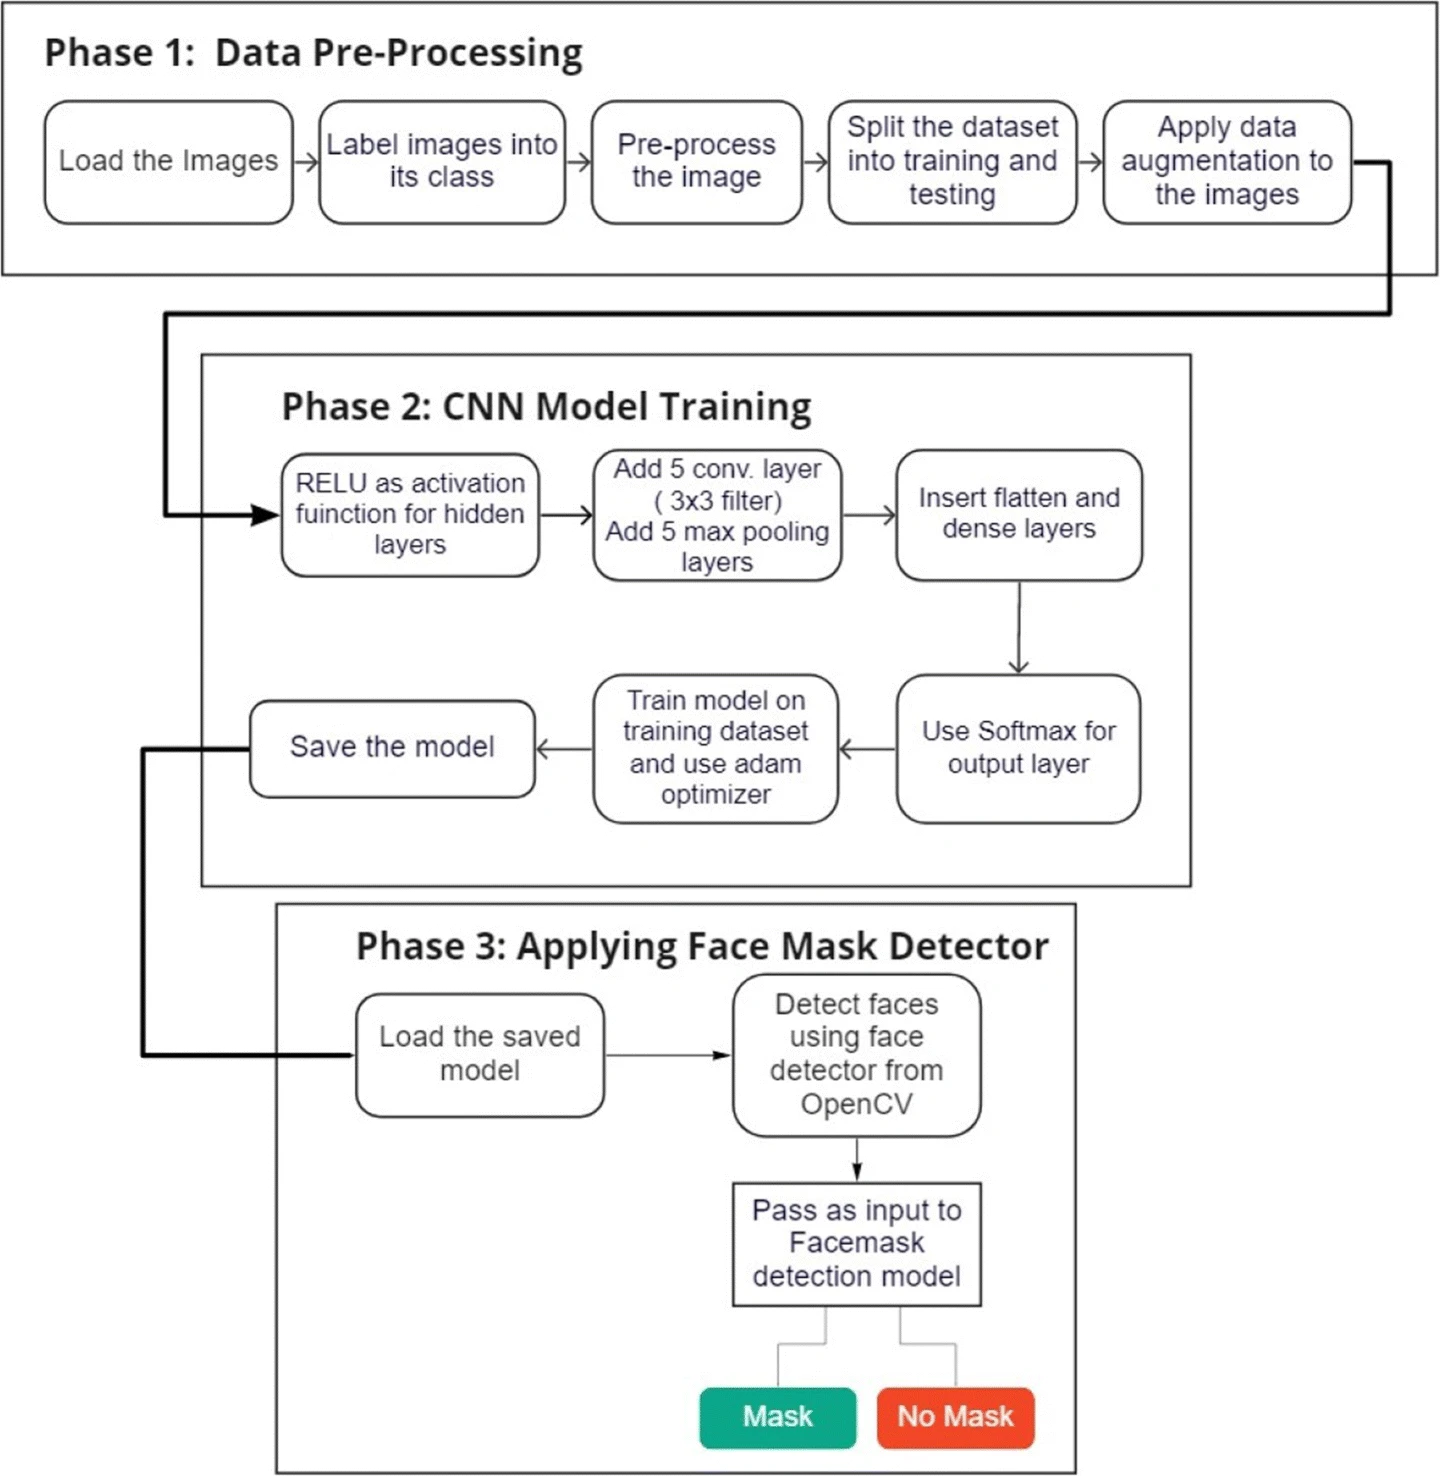 Phase 1: Data Pre-Processing
Load the Images
Label images into
its class
Pre-process
the image
Split the dataset
into training and
testing
Apply data
augmentation to
the images
Phase 2: CNN Model Training
RELU as activation
fuinction for hidden
layers
Add 5 conv. layer
( 3x3 filter)
Add 5 max pooling
layers
Insert flatten and
dense layers
Use Softmax for
output layer
Train model on
training dataset
and use adam
optimizer
Save the model
Phase 3: Applying Face Mask Detector
Load the saved
model
Detect faces
using face
detector from
OpenCV
Pass as input to
Facemask
detection model
Mask
No Mask